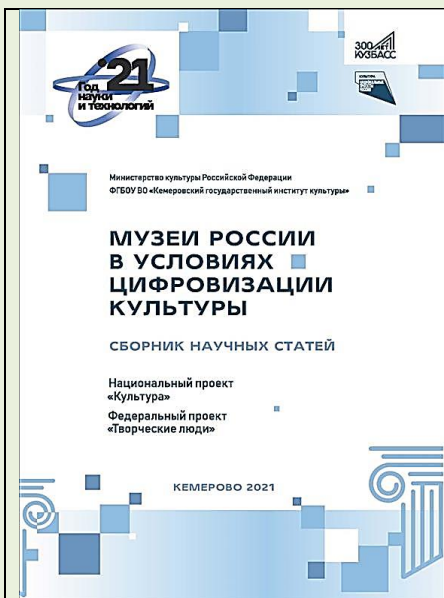 '21
Год
науки
и технологий
300 ЛЕТ
КУЗБАСС
КУЛЬТУРА
Министерство культуры Российской Федерации
ФГБОУ ВО «Кемеровский государственный институт культуры»
МУЗЕИ РОССИИ
В УСЛОВИЯХ
ЦИФРОВИЗАЦИИ
КУЛЬТУРЫ
СБОРНИК НАУЧНЫХ СТАТЕЙ
Национальный проект
«Культура»
Федеральный проект
«Творческие люди»
КЕМЕРОВО 2021